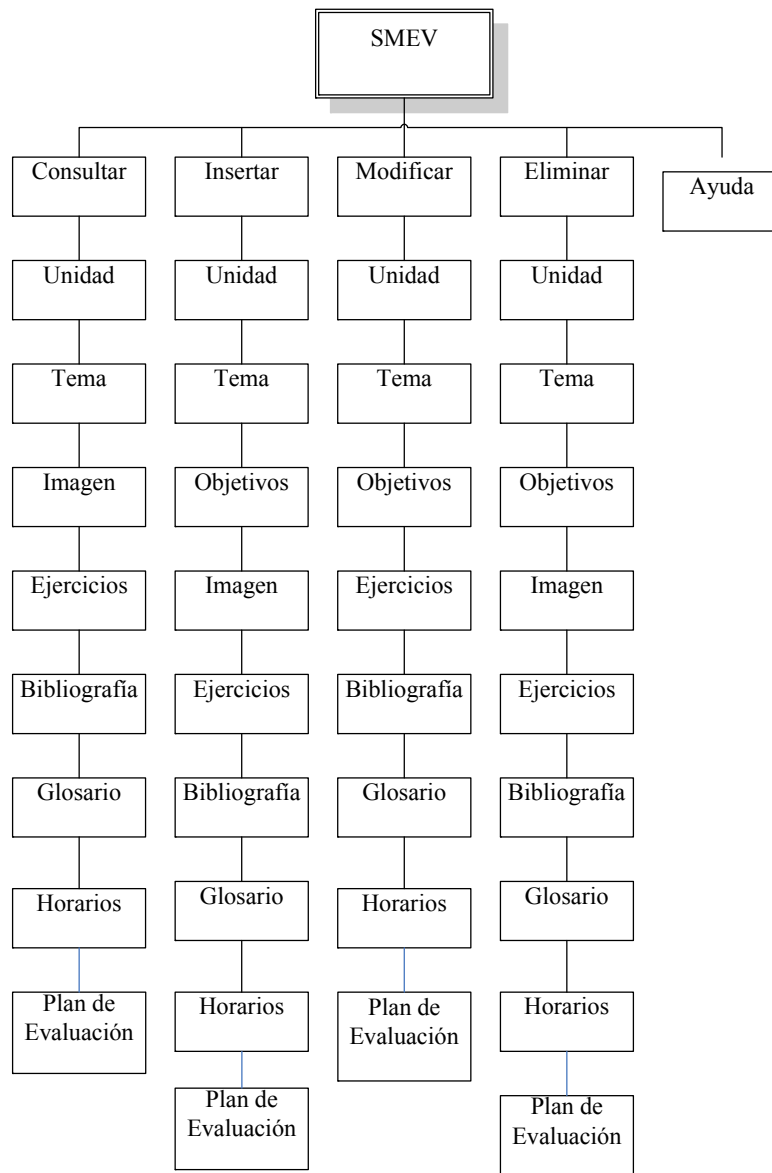 SMEV
Consultar
Insertar
Modificar
Eliminar
Ayuda
Unidad
Unidad
Unidad
Unidad
Tema
Tema
Tema
Tema
Imagen
Objetivos
Objetivos
Objetivos
Ejercicios
Imagen
Ejercicios
Imagen
Bibliografía
Ejercicios
Bibliografía
Ejercicios
Glosario
Bibliografía
Glosario
Bibliografía
Horarios
Glosario
Horarios
Glosario
Plan de
Evaluación
Horarios
Plan de
Evaluación
Horarios
Plan de
Evaluación
Plan de
Evaluación